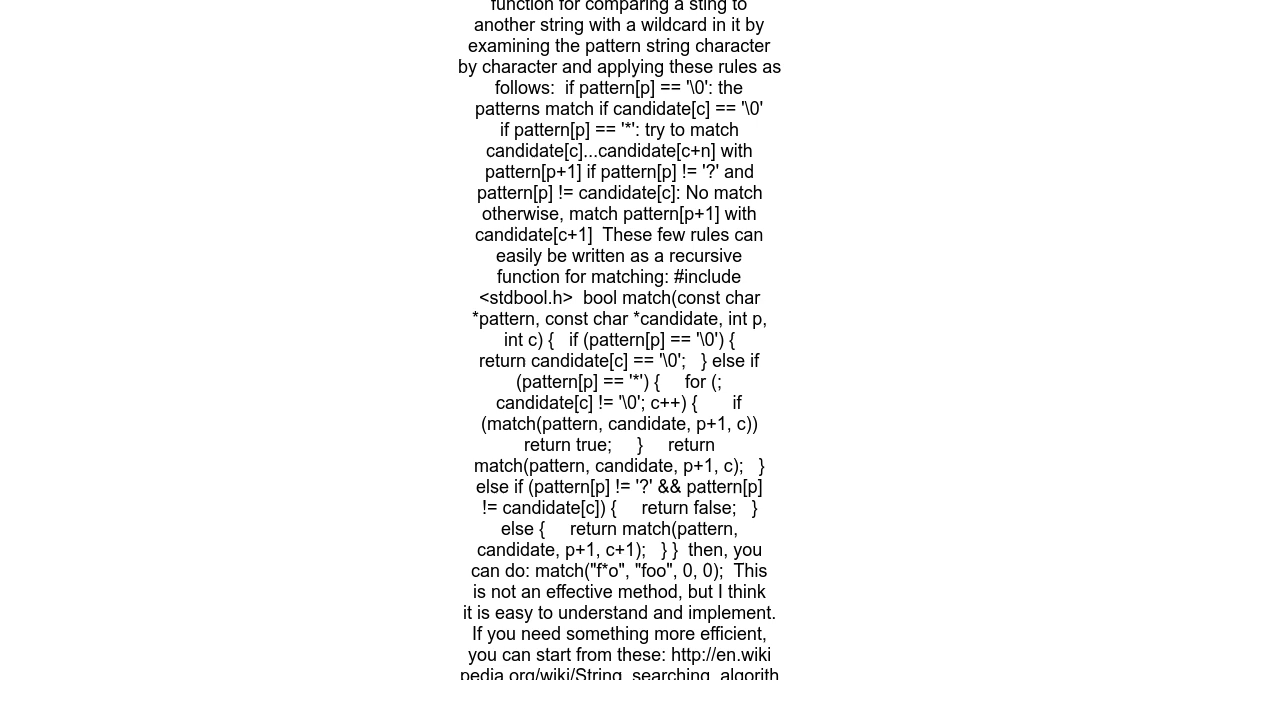 function for comparing a sting to
another string with a wildcard in it by
examining the pattern string character
by character and applying these rules as
follows:  if pattern[p] == '\0': the
patterns match if candidate[c] == '\0'
if pattern[p] == '*': try to match
candidate[c]...candidate[c+n] with
pattern[p+1] if pattern[p] != '?' and
pattern[p] != candidate[c]: No match
otherwise, match pattern[p+1] with
candidate[c+1]  These few rules can
easily be written as a recursive
function for matching: #include
<stdbool.h>  bool match(const char
*pattern, const char *candidate, int p,
int c) {   if (pattern[p] == '\0') {
return candidate[c] == '\0';   } else if
(pattern[p] == '*') {     for (;
candidate[c] != '\0'; c++) {       if
(match(pattern, candidate, p+1, c))
return true;     }     return
match(pattern, candidate, p+1, c);   }
else if (pattern[p] != '?' && pattern[p]
!= candidate[c]) {     return false;   }
else {     return match(pattern,
candidate, p+1, c+1);   } }  then, you
can do: match("f*o", "foo", 0, 0);  This
is not an effective method, but I think
it is easy to understand and implement.
If you need something more efficient,
you can start from these: http://en.wiki
pedia.org/wiki/String_searching_algorith